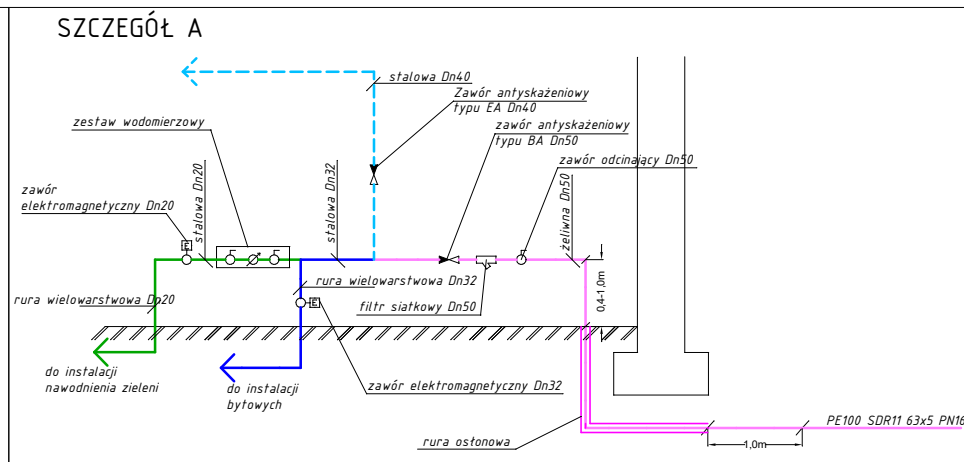 SZCZEGÓŁ A
stalowa Dn40
Zawór antyskażeniowy
typu EA Dn40
zestaw wodomierzowy
zawór antyskażeniowy
typu BA Dn50
zawór odcinający Dn50
zawór
elektromagnetyczny Dn20
stalowa Dn20
stalowa Dn32
żeliwna Dn50
E
rura wielowarstwowa Dn20
rura wielowarstwowa Dn32
E
filtr siatkowy Dn50
0,4-1,0m
do instalacji
nawodnienia zieleni
do instalacji
bytowych
zawór elektromagnetyczny Dn32
rura osłonowa
PE100 SDR11 63x5 PN16
1,0m